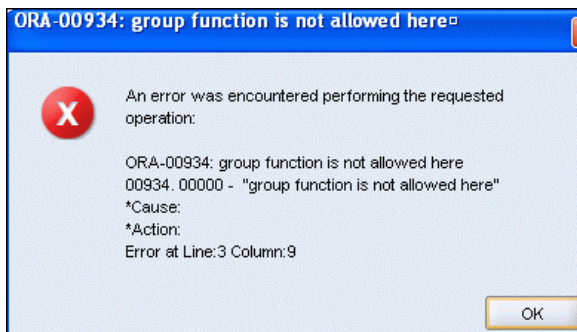 ORA-00934: group function is not allowed here¤
An error was encountered performing the requested
operation:
ORA-00934: group function is not allowed here
00934. 00000 - "group function is not allowed here"
*Cause:
*Action:
Error at Line:3 Column:9
OK